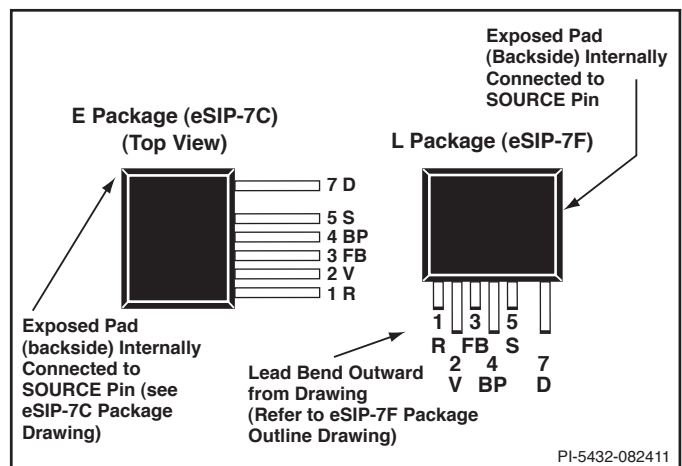 Exposed Pad
(Backside) Internally
Connected to
SOURCE Pin
E Package (eSIP-7C)
(Top View)
L Package (eSIP-7F)
7 D
5 S
4 BP
3 FB
2 V
1 R
1 3 5
R FB S
2 4 7
V BP D
Exposed Pad
(backside) Internally
Connected to
SOURCE Pin (see
eSIP-7C Package
Drawing)
Lead Bend Outward
from Drawing
(Refer to eSIP-7F Package
Outline Drawing)
PI-5432-082411